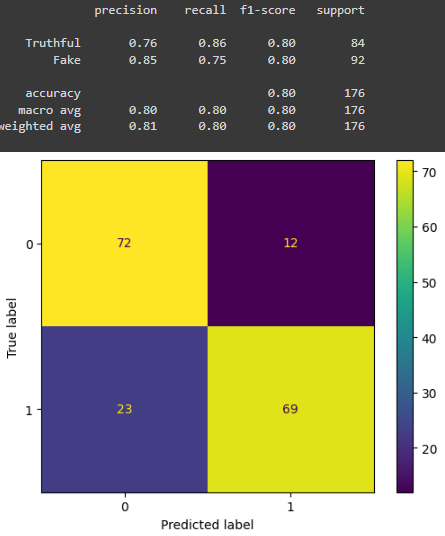 precision recall f1-score support
Truthful 0.76 0.86 0.80 84
Fake 0.85 0.75 0.80 92
accuracy 0.80 176
macro avg 0.80 0.80 0.80 176
weighted avg 0.81 0.80 0.80 176
70
0 72 12
60
50
True label
40
1 23 69
30
20
0 1
Predicted label